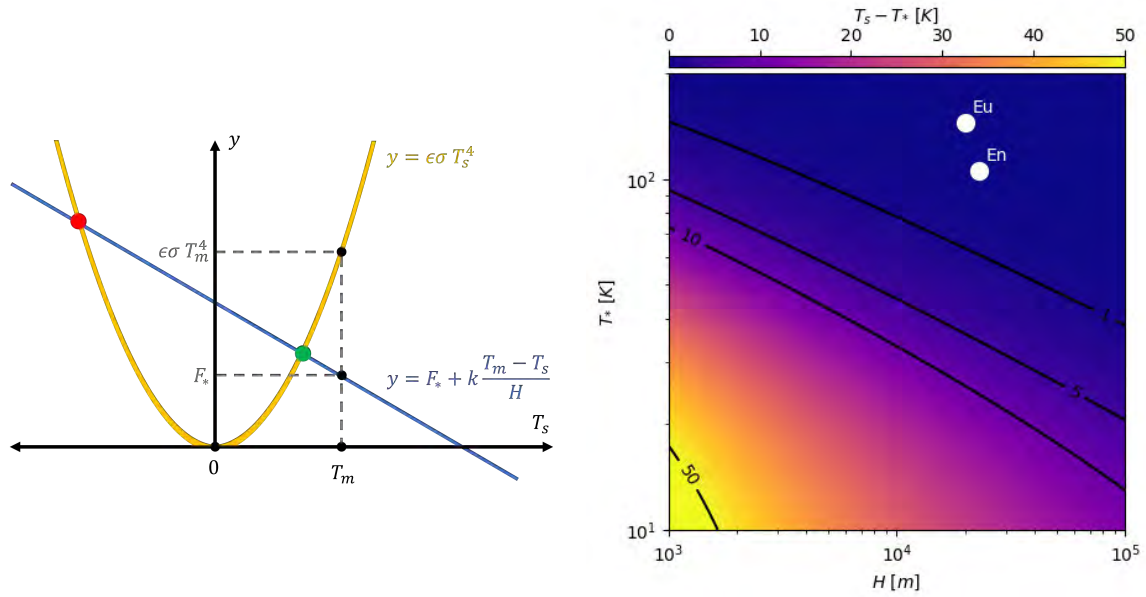 y
y = ϵσ T_s^4
ϵσ T_m^4
F_*
y = F_* + k \frac{T_m − T_s}{H}
T_s
0
T_m
T_s − T_* [K]
0 10 20 30 40 50
Eu
En
10^2
10
1
5
50
T_* [K]
10^1
10^3 10^4 10^5
H [m]